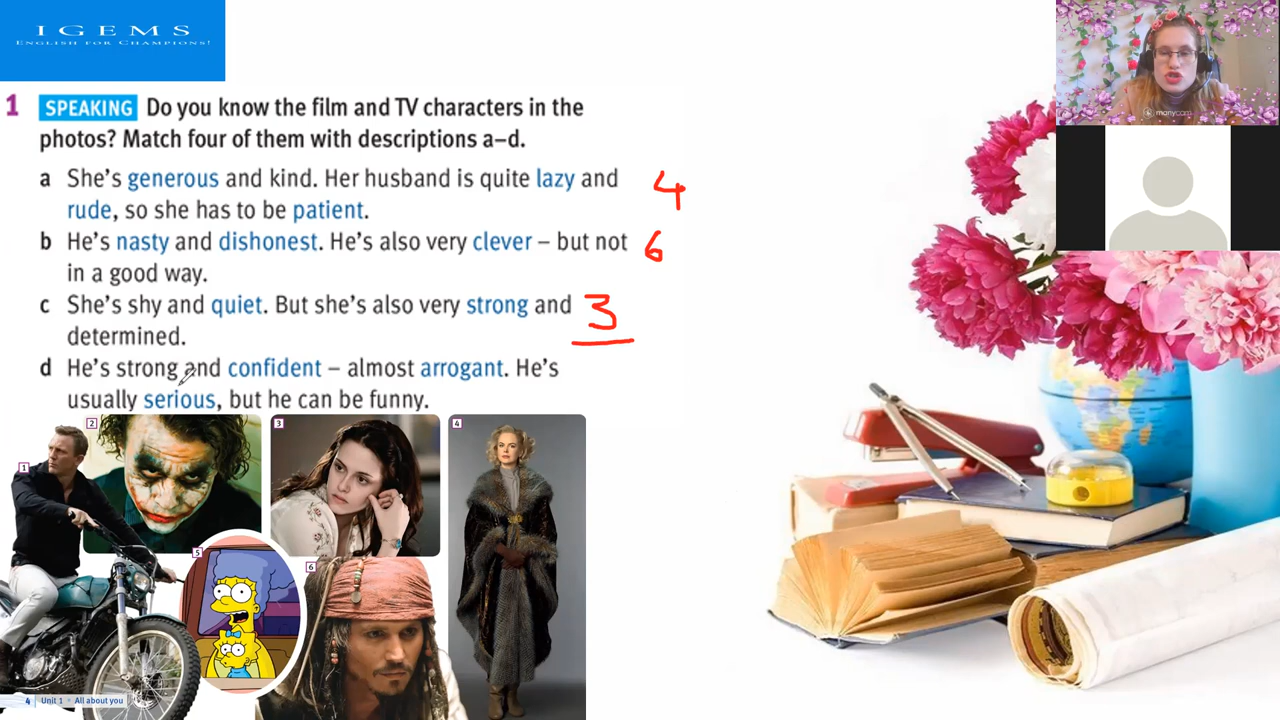 IGEMS
ENGLISH FOR CHAMPIONS!
1 SPEAKING Do you know the film and TV characters in the
photos? Match four of them with descriptions a–d.
a She's generous and kind. Her husband is quite lazy and
rude, so she has to be patient.
4
b He's nasty and dishonest. He's also very clever – but not
in a good way.
6
c She's shy and quiet. But she's also very strong and
determined.
3
d He's strong and confident – almost arrogant. He's
usually serious, but he can be funny.
1
2
3
4
5
6
4 Unit 1 • All about you
manycam